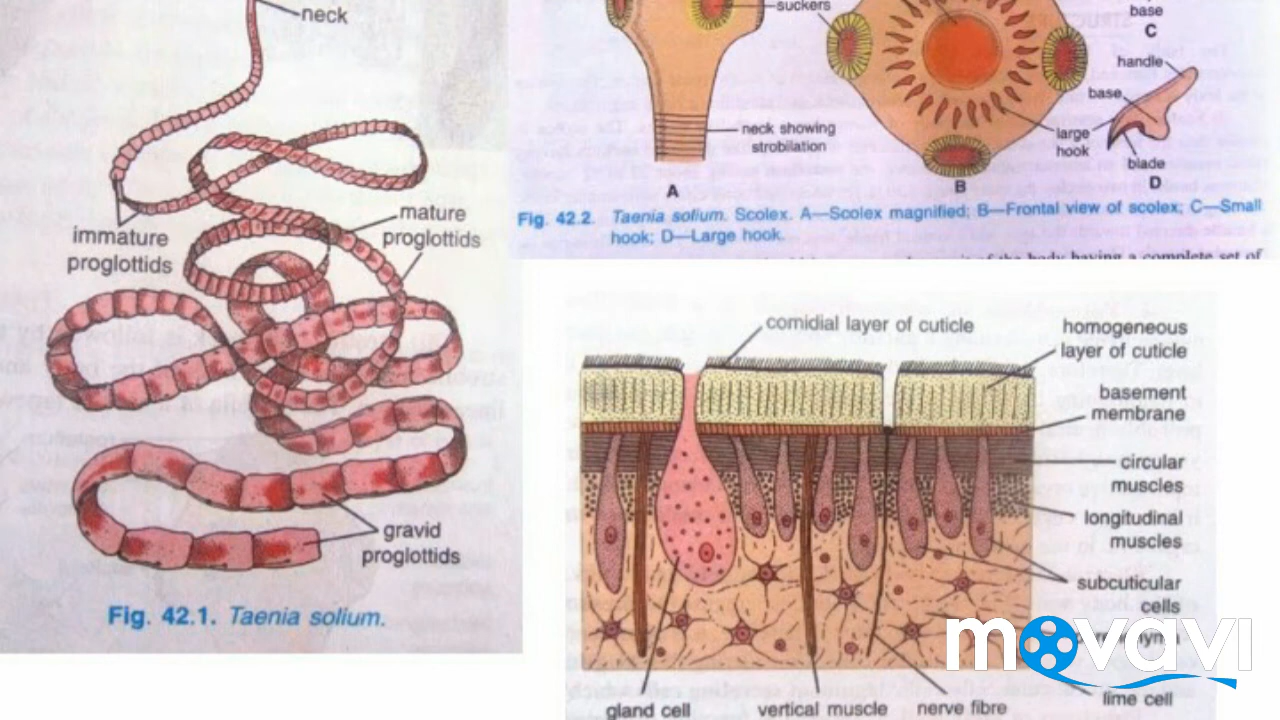 neck
immature
proglottids
mature
proglottids
gravid
proglottids
Fig. 42.1. Taenia solium.
suckers
neck showing
strobilation
A
B
large
hook
base
C
handle
base
blade
D
Fig. 42.2. Taenia solium. Scolex. A—Scolex magnified; B—Frontal view of scolex; C—Small
hook; D—Large hook.
comidial layer of cuticle
homogeneous
layer of cuticle
basement
membrane
circular
muscles
longitudinal
muscles
subcuticular
cells
lime cell
gland cell
vertical muscle
nerve fibre
movavi